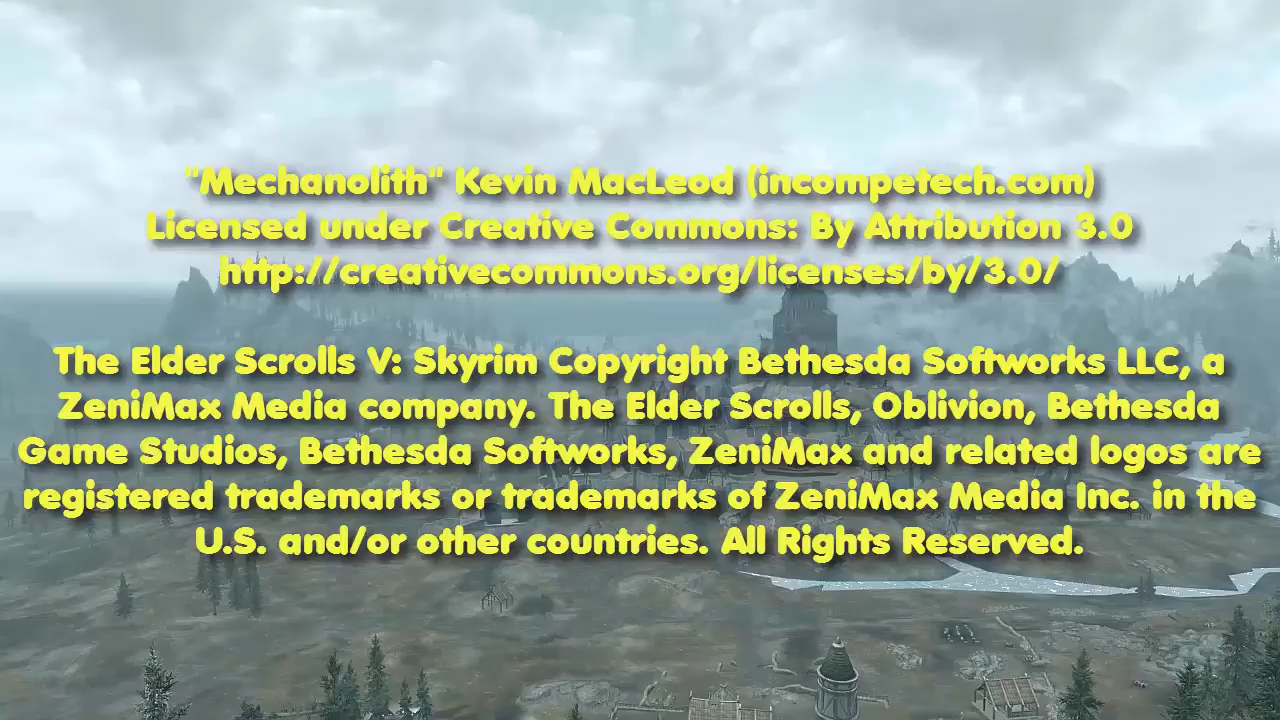 "Mechanolith" Kevin MacLeod (incompetech.com)
Licensed under Creative Commons: By Attribution 3.0
http://creativecommons.org/licenses/by/3.0/
The Elder Scrolls V: Skyrim Copyright Bethesda Softworks LLC, a
ZeniMax Media company. The Elder Scrolls, Oblivion, Bethesda
Game Studios, Bethesda Softworks, ZeniMax and related logos are
registered trademarks or trademarks of ZeniMax Media Inc. in the
U.S. and/or other countries. All Rights Reserved.